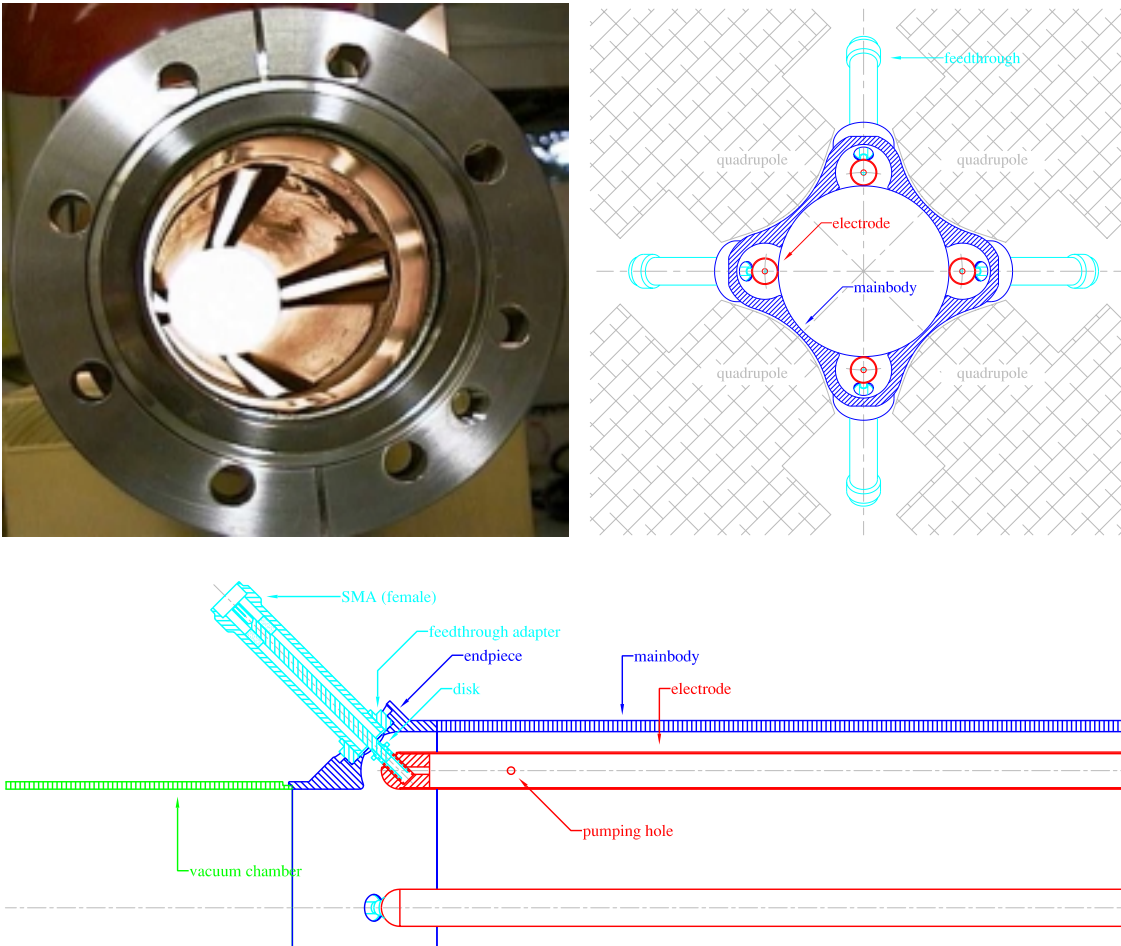 feedthrough
quadrupole
quadrupole
electrode
mainbody
quadrupole
quadrupole
SMA (female)
feedthrough adapter
endpiece
mainbody
disk
electrode
pumping hole
vacuum chamber